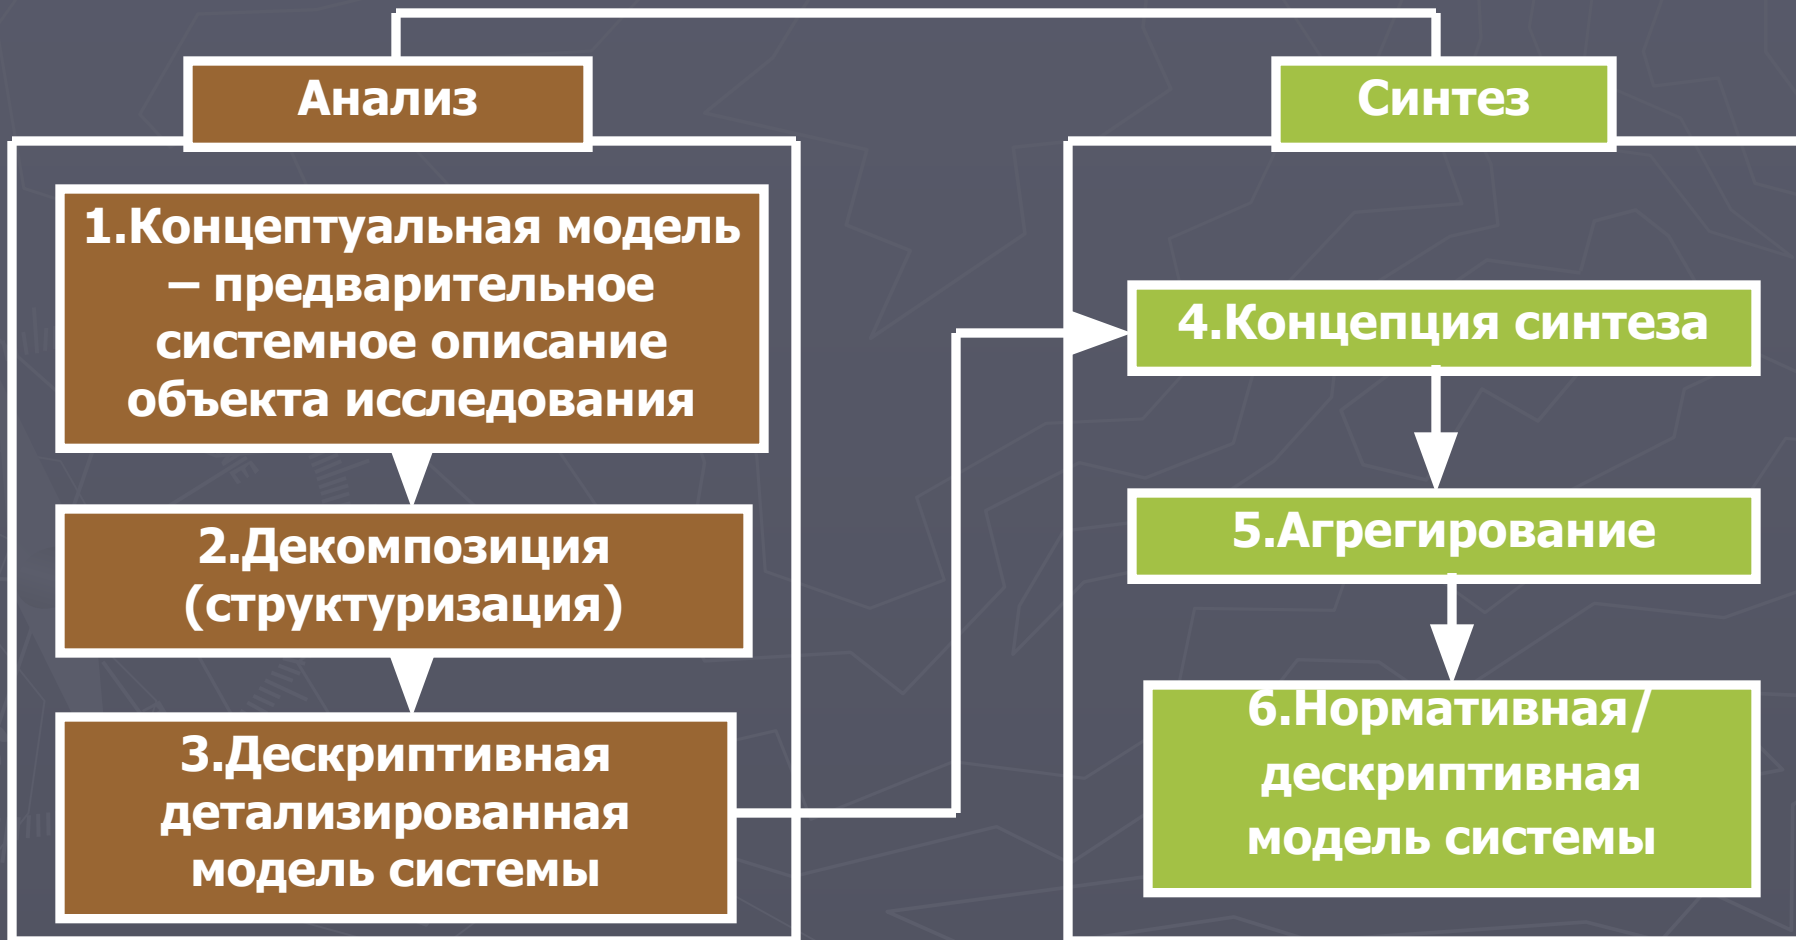 Анализ
1.Концептуальная модель
– предварительное
системное описание
объекта исследования
2.Декомпозиция
(структуризация)
3.Дескриптивная
детализированная
модель системы
Синтез
4.Концепция синтеза
5.Агрегирование
6.Нормативная/
дескриптивная
модель системы